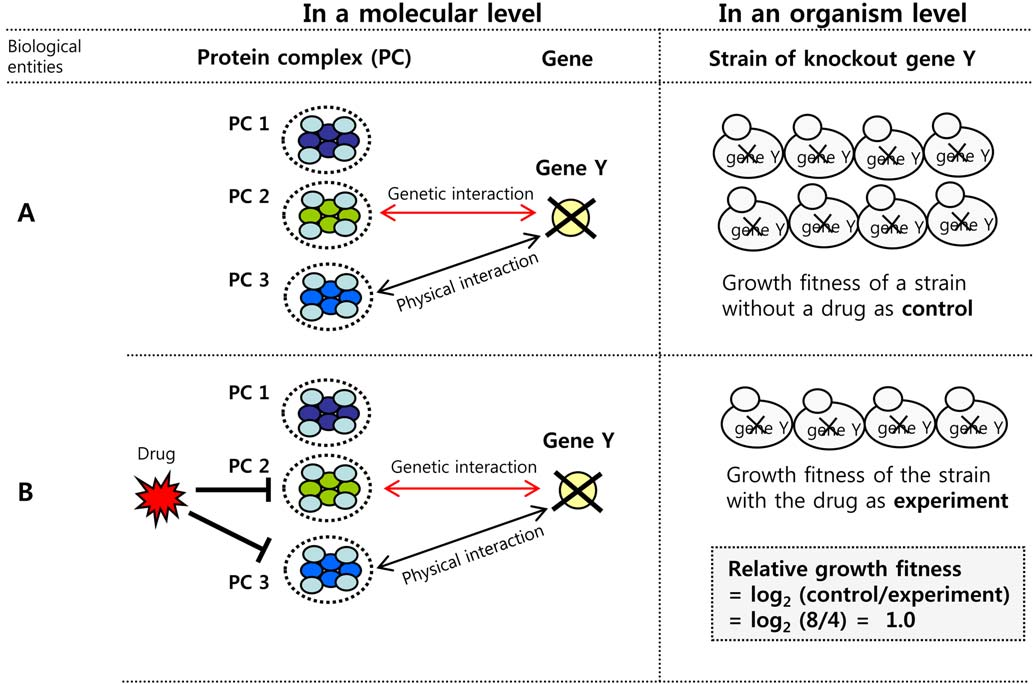 In a molecular level
In an organism level
Biological
entities
Protein complex (PC)
Gene
Strain of knockout gene Y
A
PC 1
PC 2
PC 3
Genetic interaction
Physical interaction
Gene Y
gene Y
gene Y
gene Y
gene Y
gene Y
gene Y
gene Y
gene Y
Growth fitness of a strain
without a drug as control
B
Drug
PC 1
PC 2
PC 3
Genetic interaction
Physical interaction
Gene Y
gene Y
gene Y
gene Y
gene Y
Growth fitness of the strain
with the drug as experiment
Relative growth fitness
= log2 (control/experiment)
= log2 (8/4) = 1.0